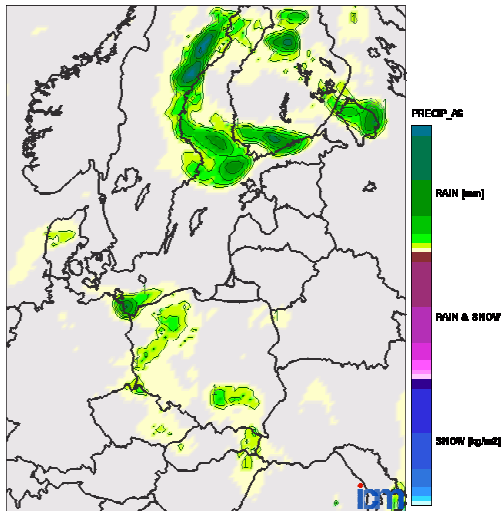 PRECIP_A6
RAIN [mm]
RAIN & SNOW
SNOW [kg/m2]
icm